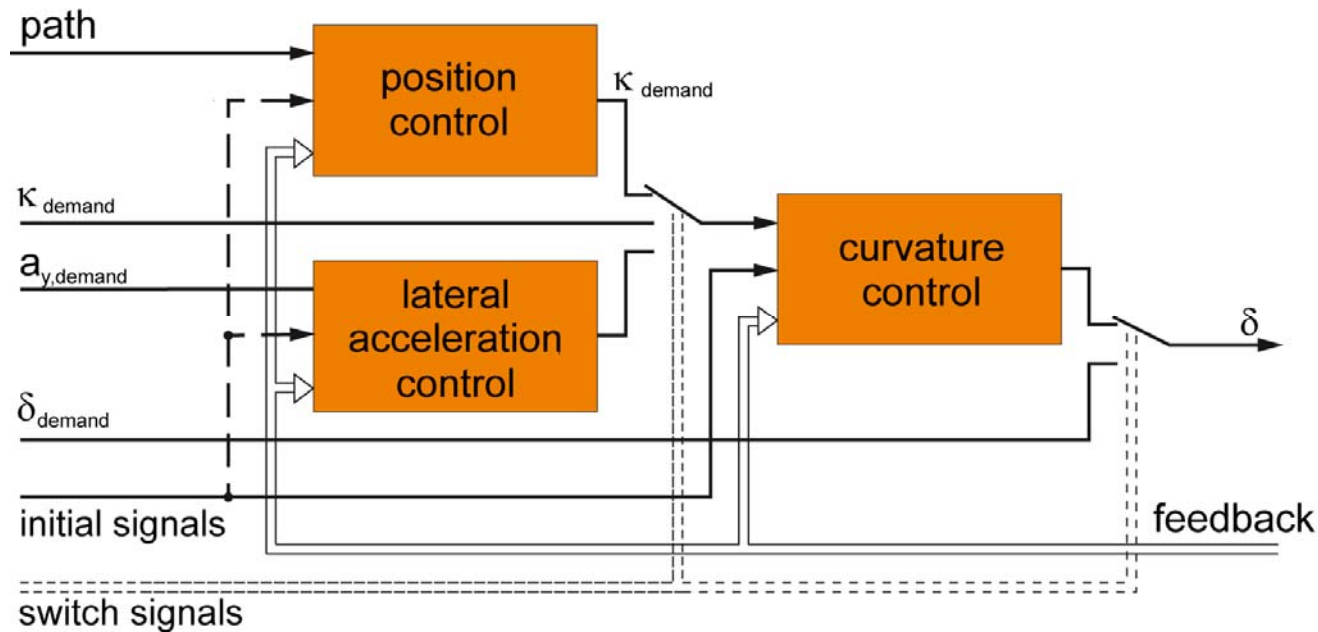 path
position
control
κ demand
κ demand
a y,demand
lateral
acceleration
control
curvature
control
δ
δ demand
initial signals
feedback
switch signals